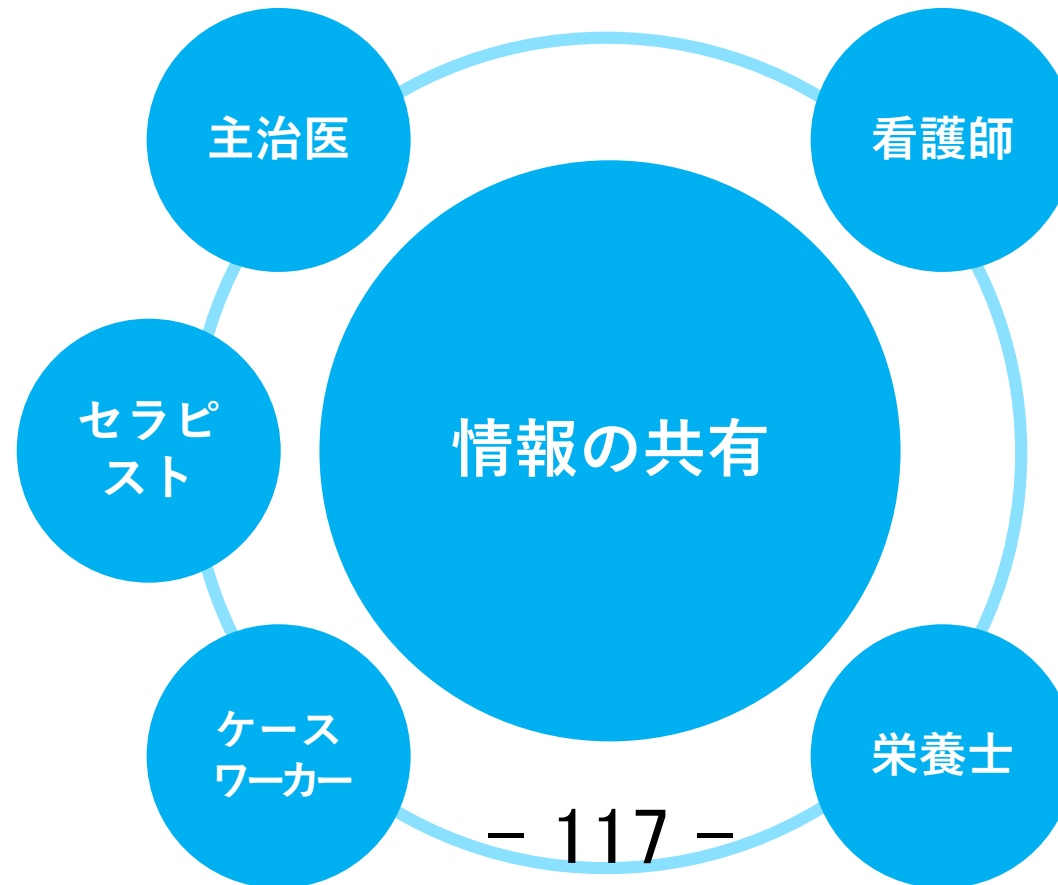 主治医
看護師
セラピ
スト
情報の共有
ケース
ワーカー
栄養士
− 117 −